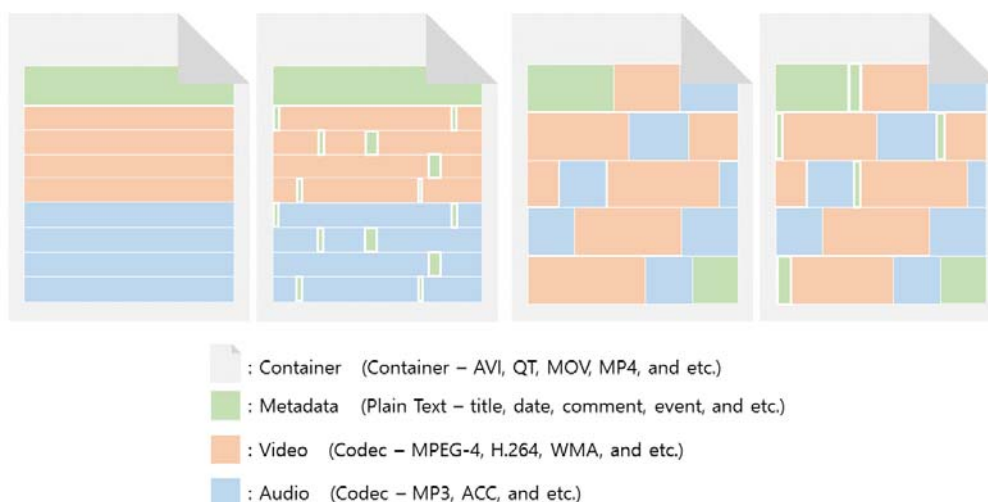 : Container (Container – AVI, QT, MOV, MP4, and etc.)
: Metadata (Plain Text – title, date, comment, event, and etc.)
: Video (Codec – MPEG-4, H.264, WMA, and etc.)
: Audio (Codec – MP3, ACC, and etc.)